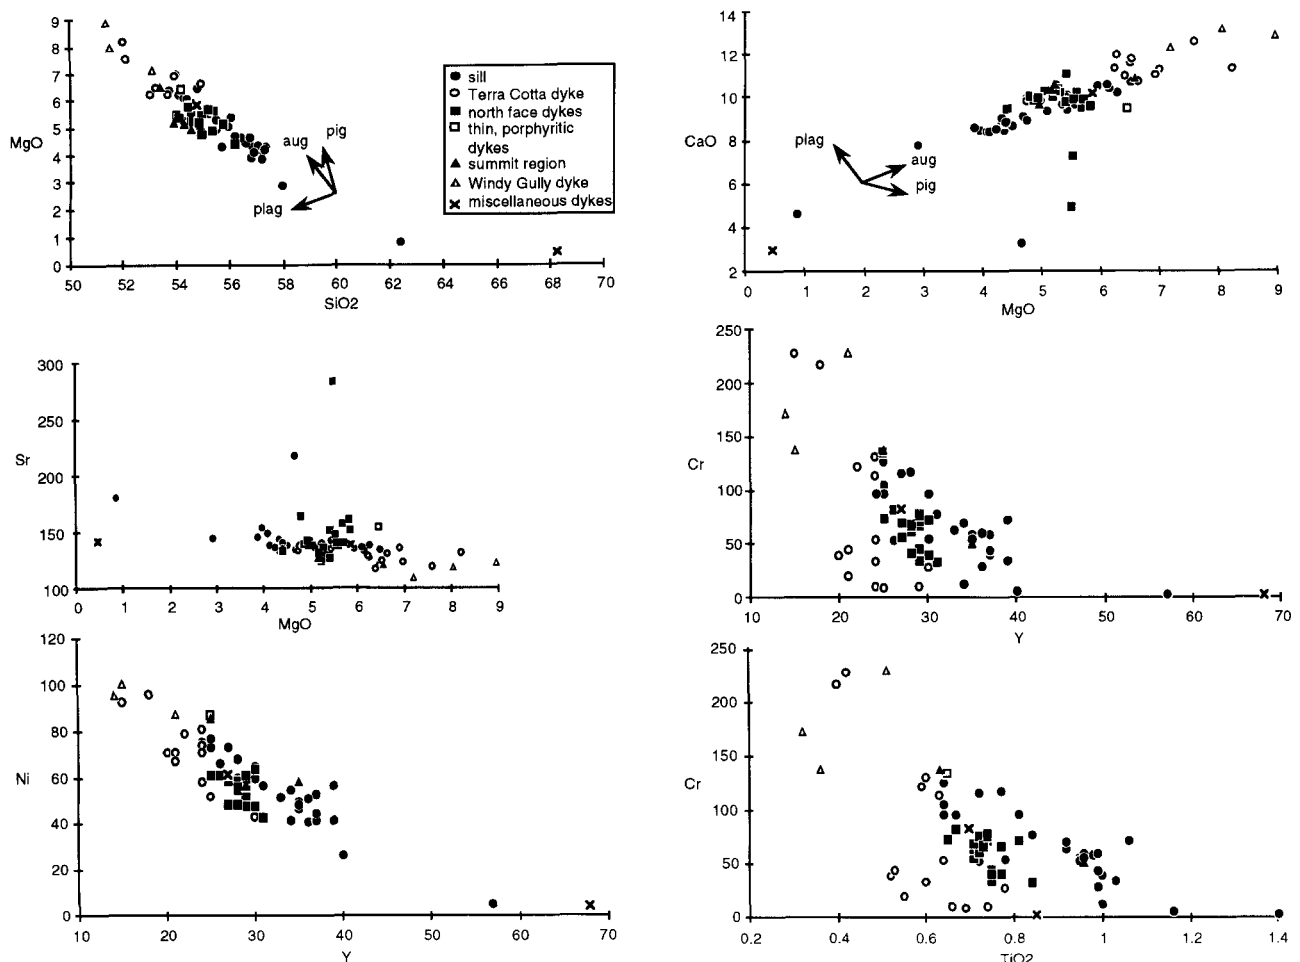 9
8
7
6
5
4
3
2
1
0
MgO
50 52 54 56 58 60 62 64 66 68 70
SiO2
aug
pig
plag
sill
Terra Cotta dyke
north face dykes
thin, porphyritic
dykes
summit region
Windy Gully dyke
miscellaneous dykes
14
12
10
8
6
4
2
CaO
0 1 2 3 4 5 6 7 8 9
MgO
plag
aug
pig
300
250
200
150
100
Sr
0 1 2 3 4 5 6 7 8 9
MgO
250
200
150
100
50
0
Cr
10 20 30 40 50 60 70
Y
120
100
80
60
40
20
0
Ni
10 20 30 40 50 60 70
Y
250
200
150
100
50
0
Cr
0.2 0.4 0.6 0.8 1 1.2 1.4
TiO2